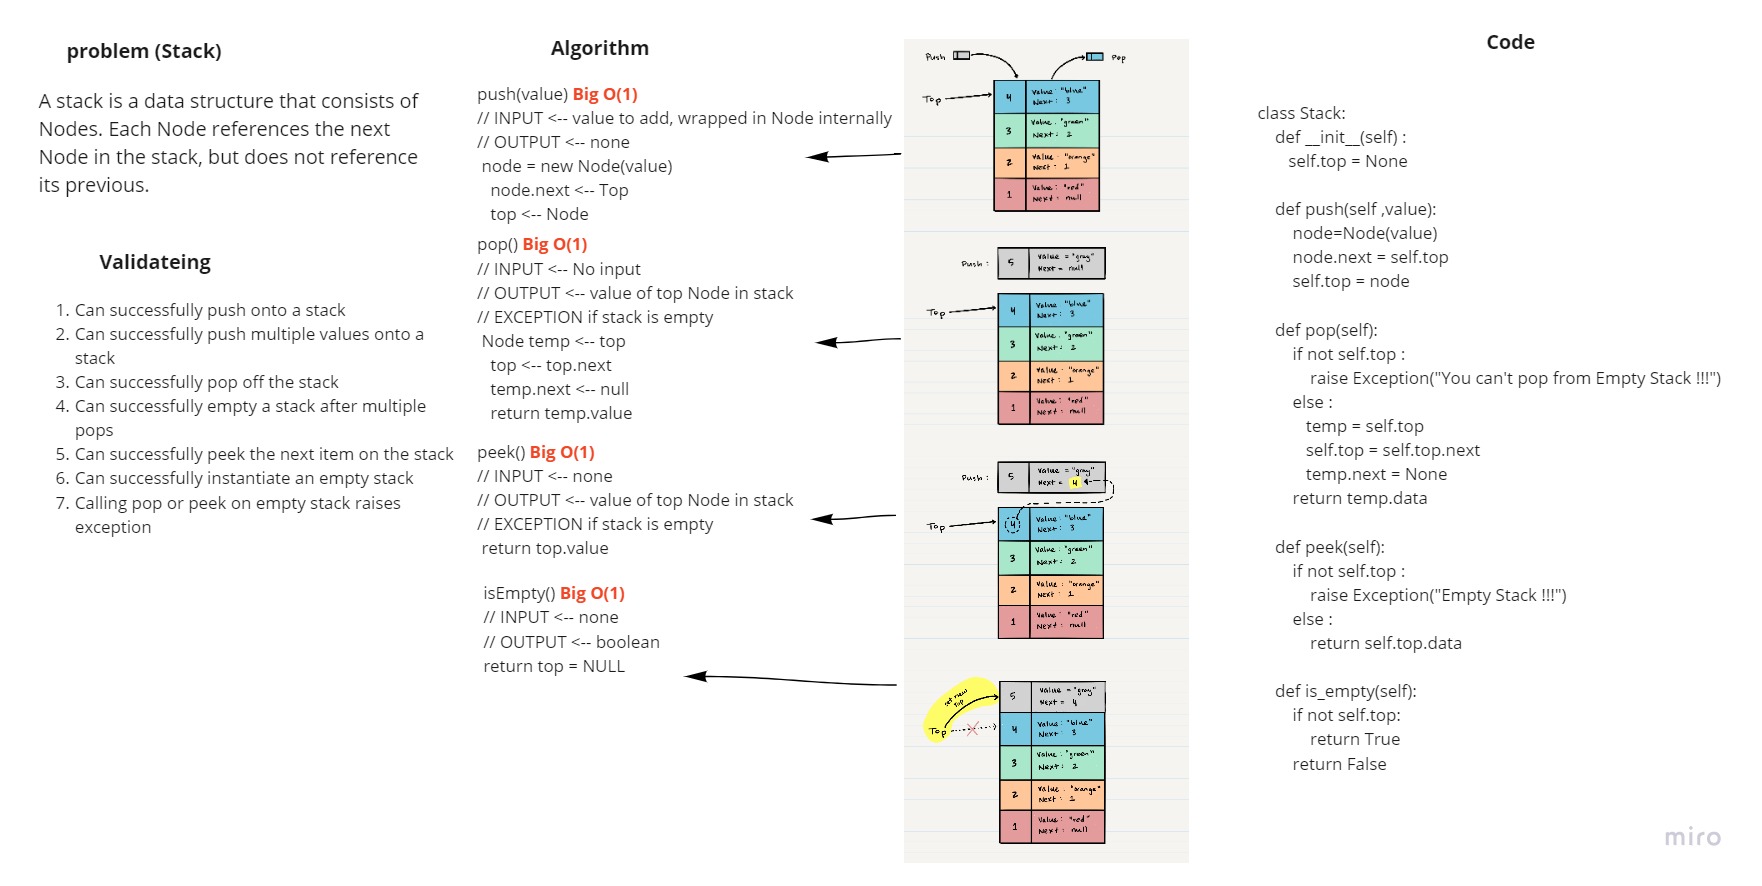 problem (Stack)
A stack is a data structure that consists of
Nodes. Each Node references the next
Node in the stack, but does not reference
its previous.
Validateing
1. Can successfully push onto a stack
2. Can successfully push multiple values onto a
stack
3. Can successfully pop off the stack
4. Can successfully empty a stack after multiple
pops
5. Can successfully peek the next item on the stack
6. Can successfully instantiate an empty stack
7. Calling pop or peek on empty stack raises
exception
Algorithm
push(value) Big O(1)
// INPUT <-- value to add, wrapped in Node internally
// OUTPUT <-- none
node = new Node(value)
node.next <-- Top
top <-- Node
pop() Big O(1)
// INPUT <-- No input
// OUTPUT <-- value of top Node in stack
// EXCEPTION if stack is empty
Node temp <-- top
top <-- top.next
temp.next <-- null
return temp.value
peek() Big O(1)
// INPUT <-- none
// OUTPUT <-- value of top Node in stack
// EXCEPTION if stack is empty
return top.value
isEmpty() Big O(1)
// INPUT <-- none
// OUTPUT <-- boolean
return top = NULL
Push
Pop
Top
4
Value: "blue"
Next: 3
3
Value: "green"
Next: 2
2
Value: "orange"
Next: 1
1
Value: "red"
Next: null
Push:
5
Value = "gray"
Next = null
Top
4
Value: "blue"
Next: 3
3
Value: "green"
Next: 2
2
Value: "orange"
Next: 1
1
Value: "red"
Next: null
Push:
5
Value = "gray"
Next = 4
Top
4
Value: "blue"
Next: 3
3
Value: "green"
Next: 2
2
Value: "orange"
Next: 1
1
Value: "red"
Next: null
set new
top
Top
5
Value = "gray"
Next = 4
4
Value: "blue"
Next: 3
3
Value: "green"
Next: 2
2
Value: "orange"
Next: 1
1
Value: "red"
Next: null
Code
class Stack:
def __init__(self) :
self.top = None
def push(self ,value):
node=Node(value)
node.next = self.top
self.top = node
def pop(self):
if not self.top :
raise Exception("You can't pop from Empty Stack !!!")
else :
temp = self.top
self.top = self.top.next
temp.next = None
return temp.data
def peek(self):
if not self.top :
raise Exception("Empty Stack !!!")
else :
return self.top.data
def is_empty(self):
if not self.top:
return True
return False
miro